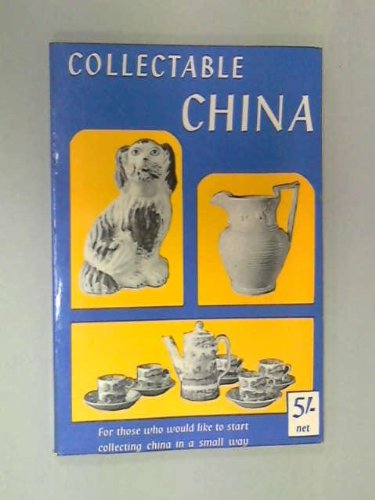 COLLECTABLE
CHINA
5/-
net
For those who would like to start
collecting china in a small way